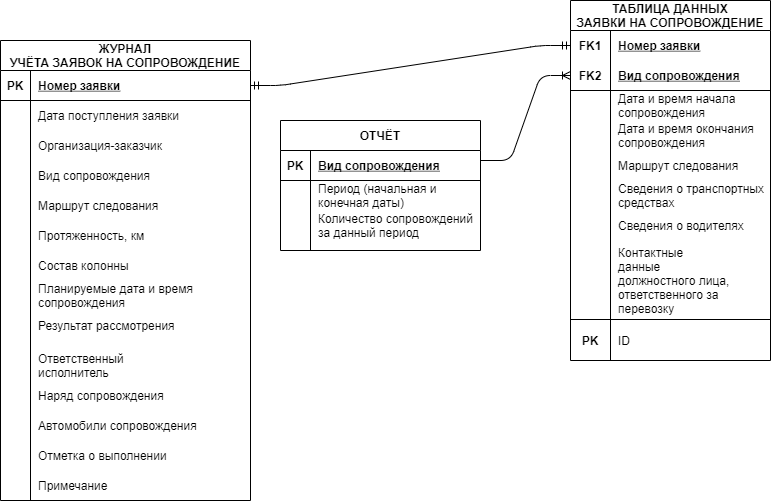 ЖУРНАЛ
УЧЁТА ЗАЯВОК НА СОПРОВОЖДЕНИЕ
PK Номер заявки
Дата поступления заявки
Организация-заказчик
Вид сопровождения
Маршрут следования
Протяженность, км
Состав колонны
Планируемые дата и время
сопровождения
Результат рассмотрения
Ответственный
исполнитель
Наряд сопровождения
Автомобили сопровождения
Отметка о выполнении
Примечание
ОТЧЁТ
PK Вид сопровождения
Период (начальная и
конечная даты)
Количество сопровождений
за данный период
ТАБЛИЦА ДАННЫХ
ЗАЯВКИ НА СОПРОВОЖДЕНИЕ
FK1 Номер заявки
FK2 Вид сопровождения
Дата и время начала
сопровождения
Дата и время окончания
сопровождения
Маршрут следования
Сведения о транспортных
средствах
Сведения о водителях
Контактные
данные
должностного лица,
ответственного за
перевозку
PK ID